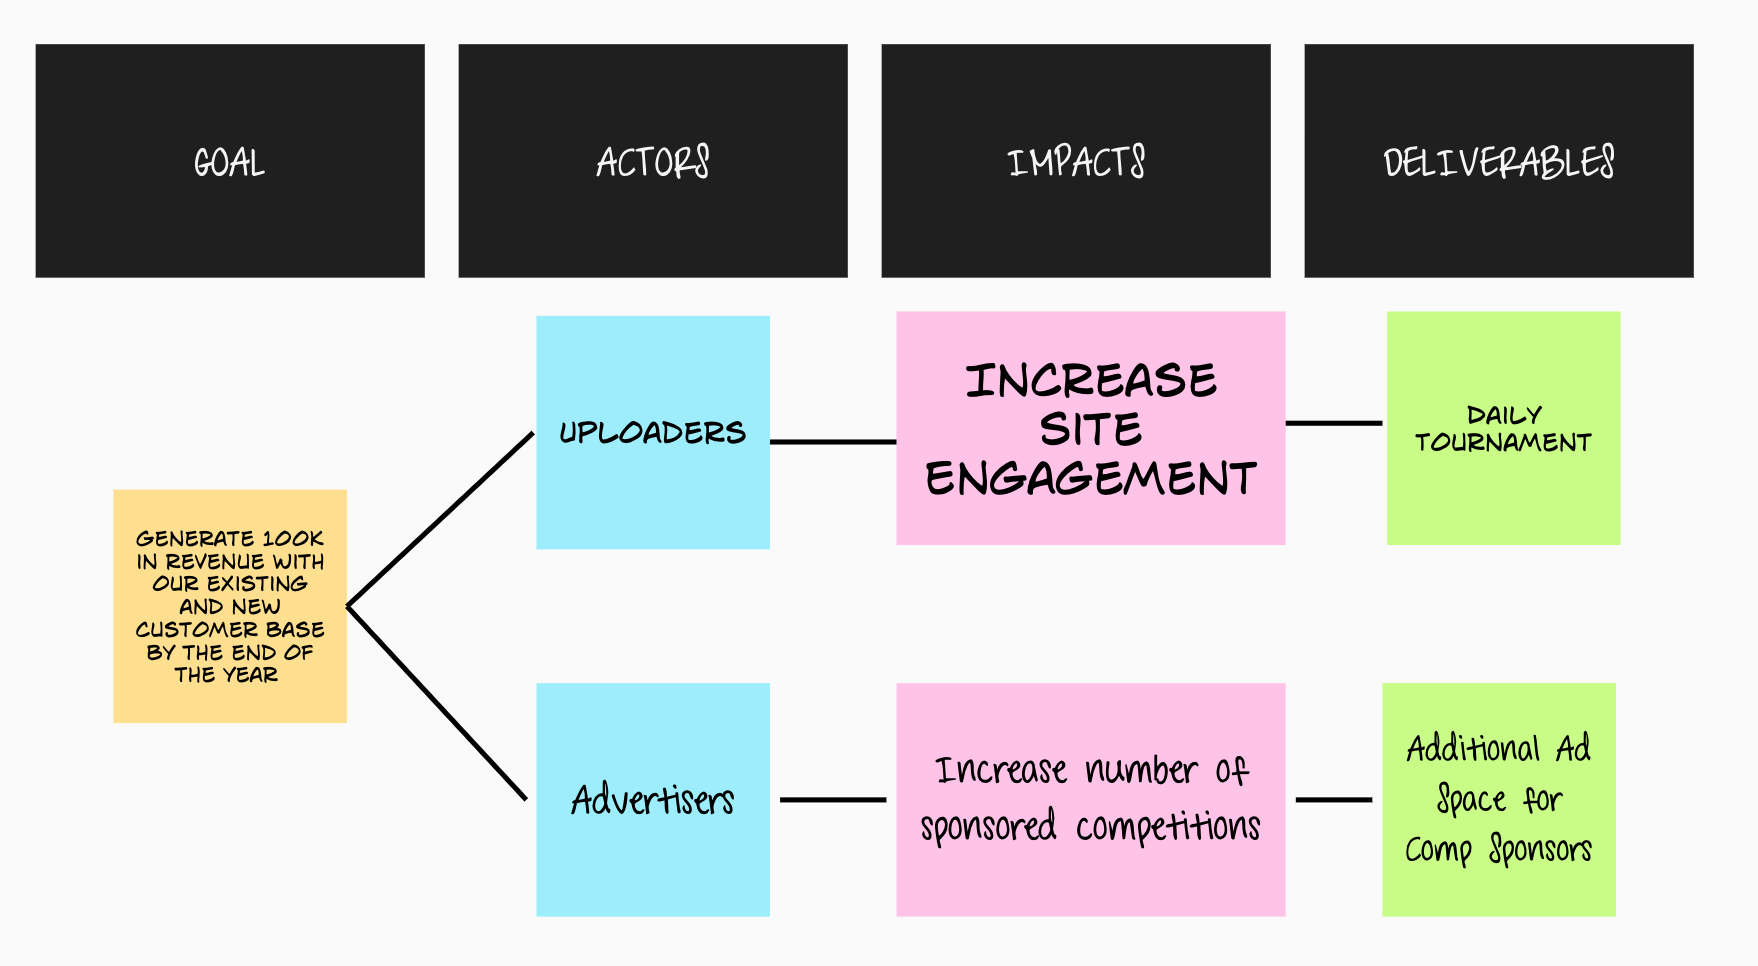 GOAL
ACTORS
IMPACTS
DELIVERABLES
UPLOADERS
INCREASE
SITE
ENGAGEMENT
DAILY
TOURNAMENT
GENERATE 100K
IN REVENUE WITH
OUR EXISTING
AND NEW
CUSTOMER BASE
BY THE END OF
THE YEAR
Advertisers
Increase number of
sponsored competitions
Additional Ad
Space for
Comp Sponsors